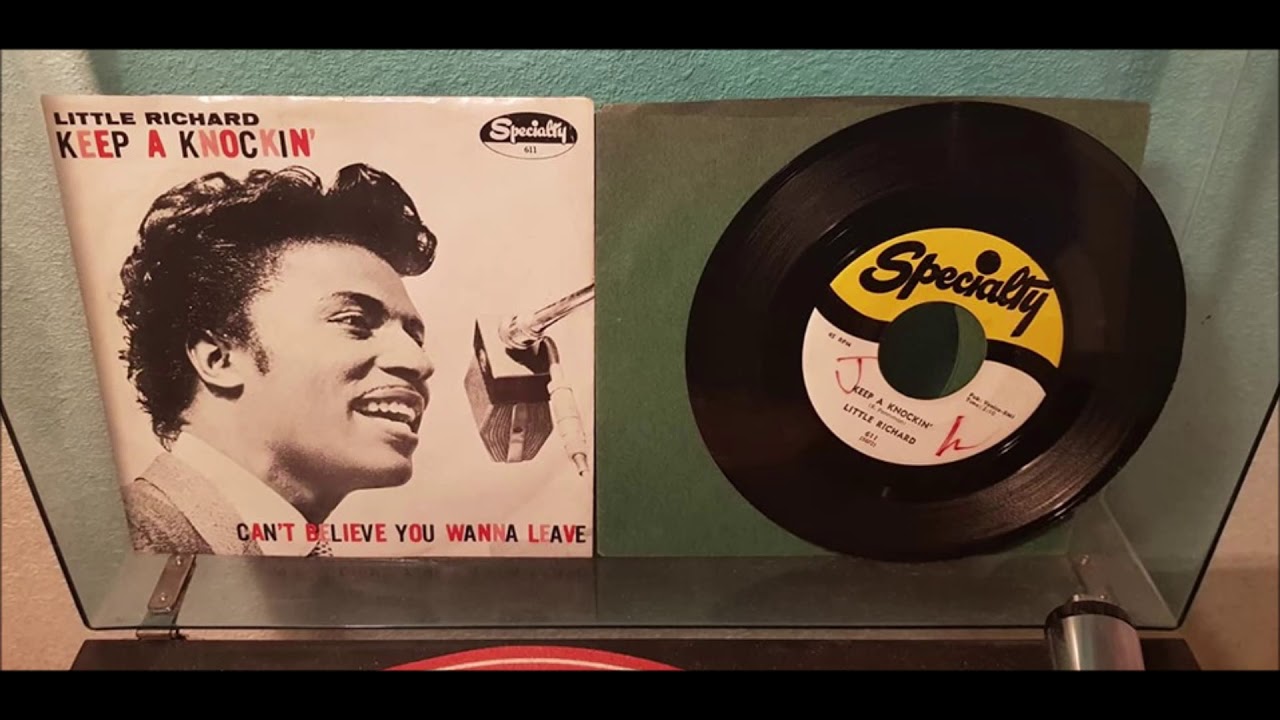 LITTLE RICHARD
KEEP A KNOCKIN'
Specialty
611
CAN'T BELIEVE YOU WANNA LEAVE
Specialty
45 RPM
J
KEEP A KNOCKIN'
LITTLE RICHARD
611
h